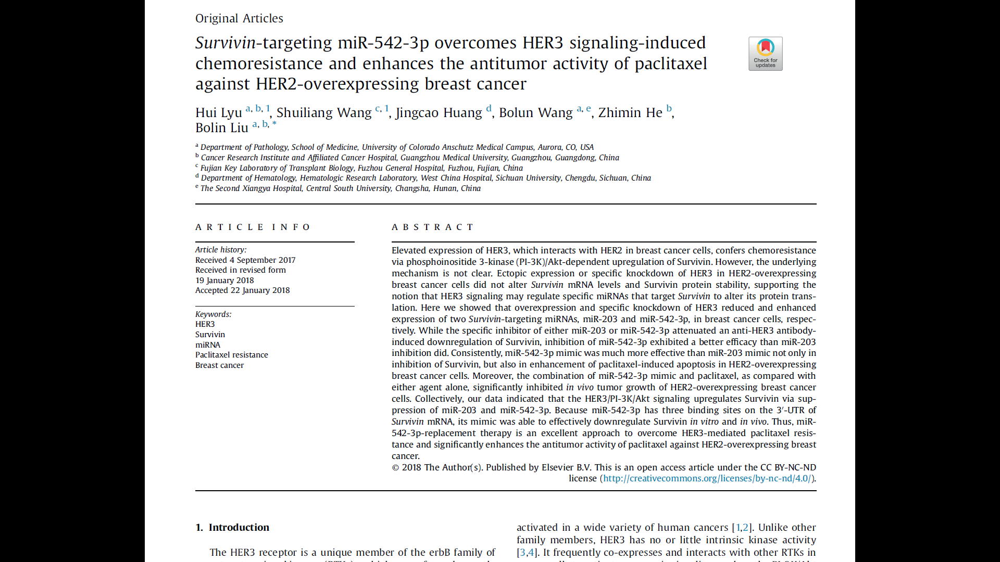 Original Articles
Survivin-targeting miR-542-3p overcomes HER3 signaling-induced
chemoresistance and enhances the antitumor activity of paclitaxel
against HER2-overexpressing breast cancer
Check for
updates
Hui Lyu a, b, 1, Shuiliang Wang c, 1, Jingcao Huang d, Bolun Wang a, e, Zhimin He b,
Bolin Liu a, b, *
a Department of Pathology, School of Medicine, University of Colorado Anschutz Medical Campus, Aurora, CO, USA
b Cancer Research Institute and Affiliated Cancer Hospital, Guangzhou Medical University, Guangzhou, Guangdong, China
c Fujian Key Laboratory of Transplant Biology, Fuzhou General Hospital, Fuzhou, Fujian, China
d Department of Hematology, Hematologic Research Laboratory, West China Hospital, Sichuan University, Chengdu, Sichuan, China
e The Second Xiangya Hospital, Central South University, Changsha, Hunan, China
ARTICLE INFO
Article history:
Received 4 September 2017
Received in revised form
19 January 2018
Accepted 22 January 2018
Keywords:
HER3
Survivin
miRNA
Paclitaxel resistance
Breast cancer
ABSTRACT
Elevated expression of HER3, which interacts with HER2 in breast cancer cells, confers chemoresistance
via phosphoinositide 3-kinase (PI-3K)/Akt-dependent upregulation of Survivin. However, the underlying
mechanism is not clear. Ectopic expression or specific knockdown of HER3 in HER2-overexpressing
breast cancer cells did not alter Survivin mRNA levels and Survivin protein stability, supporting the
notion that HER3 signaling may regulate specific miRNAs that target Survivin to alter its protein trans-
lation. Here we showed that overexpression and specific knockdown of HER3 reduced and enhanced
expression of two Survivin-targeting miRNAs, miR-203 and miR-542-3p, in breast cancer cells, respec-
tively. While the specific inhibitor of either miR-203 or miR-542-3p attenuated an anti-HER3 antibody-
induced downregulation of Survivin, inhibition of miR-542-3p exhibited a better efficacy than miR-203
inhibition did. Consistently, miR-542-3p mimic was much more effective than miR-203 mimic not only in
inhibition of Survivin, but also in enhancement of paclitaxel-induced apoptosis in HER2-overexpressing
breast cancer cells. Moreover, the combination of miR-542-3p mimic and paclitaxel, as compared with
either agent alone, significantly inhibited in vivo tumor growth of HER2-overexpressing breast cancer
cells. Collectively, our data indicated that the HER3/PI-3K/Akt signaling upregulates Survivin via sup-
pression of miR-203 and miR-542-3p. Because miR-542-3p has three binding sites on the 3′-UTR of
Survivin mRNA, its mimic was able to effectively downregulate Survivin in vitro and in vivo. Thus, miR-
542-3p-replacement therapy is an excellent approach to overcome HER3-mediated paclitaxel resis-
tance and significantly enhances the antitumor activity of paclitaxel against HER2-overexpressing breast
cancer.
© 2018 The Author(s). Published by Elsevier B.V. This is an open access article under the CC BY-NC-ND
license (http://creativecommons.org/licenses/by-nc-nd/4.0/).
1. Introduction
The HER3 receptor is a unique member of the erbB family of
activated in a wide variety of human cancers [1,2]. Unlike other
family members, HER3 has no or little intrinsic kinase activity
[3,4]. It frequently co-expresses and interacts with other RTKs in